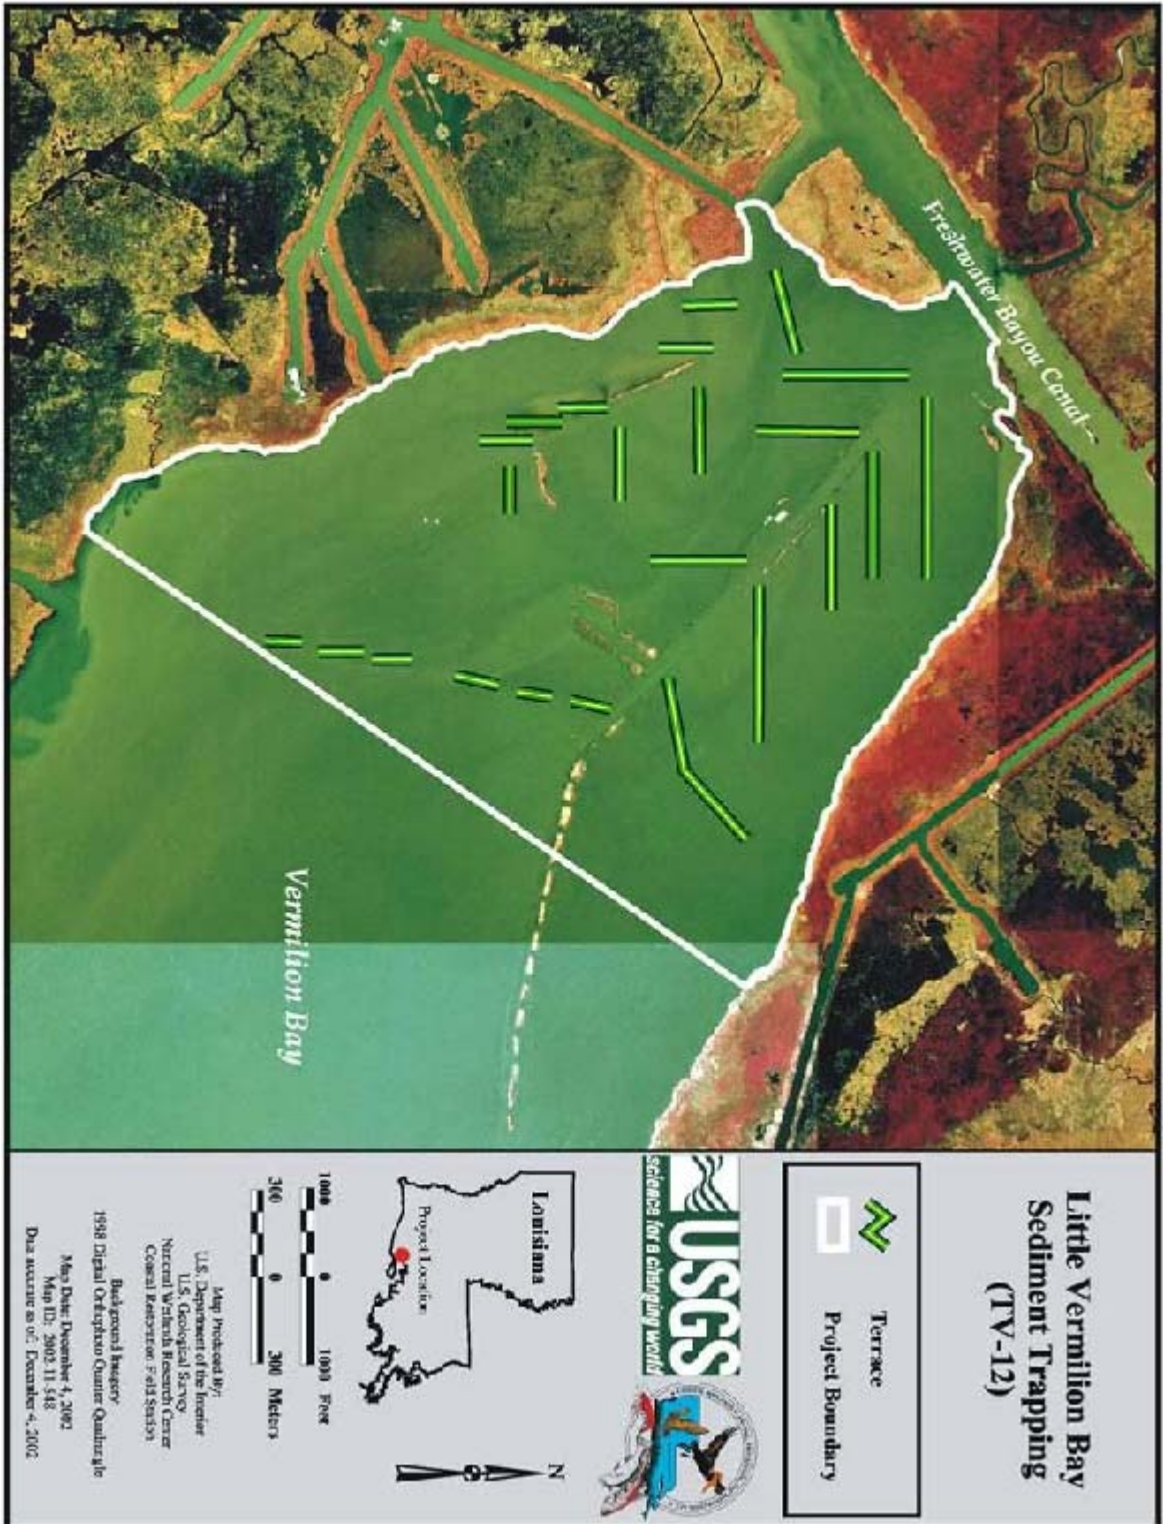 Freshwater Bayou Canal
Vermilion Bay
Little Vermilion Bay
Sediment Trapping
(TV-12)
Terrace
Project Boundary
USGS
science for a changing world
Louisiana
Project Location
N
1000 0 1000 Feet
300 0 300 Meters
Map Produced By:
U.S. Department of the Interior
U.S. Geological Survey
National Wetlands Research Center
Coastal Restoration Field Station
Background Imagery
1998 Digital Orthophoto Quarter Quadrangle
Map Date: December 4, 2002
Map ID: 2002-11-548
Data accurate as of: December 4, 2002